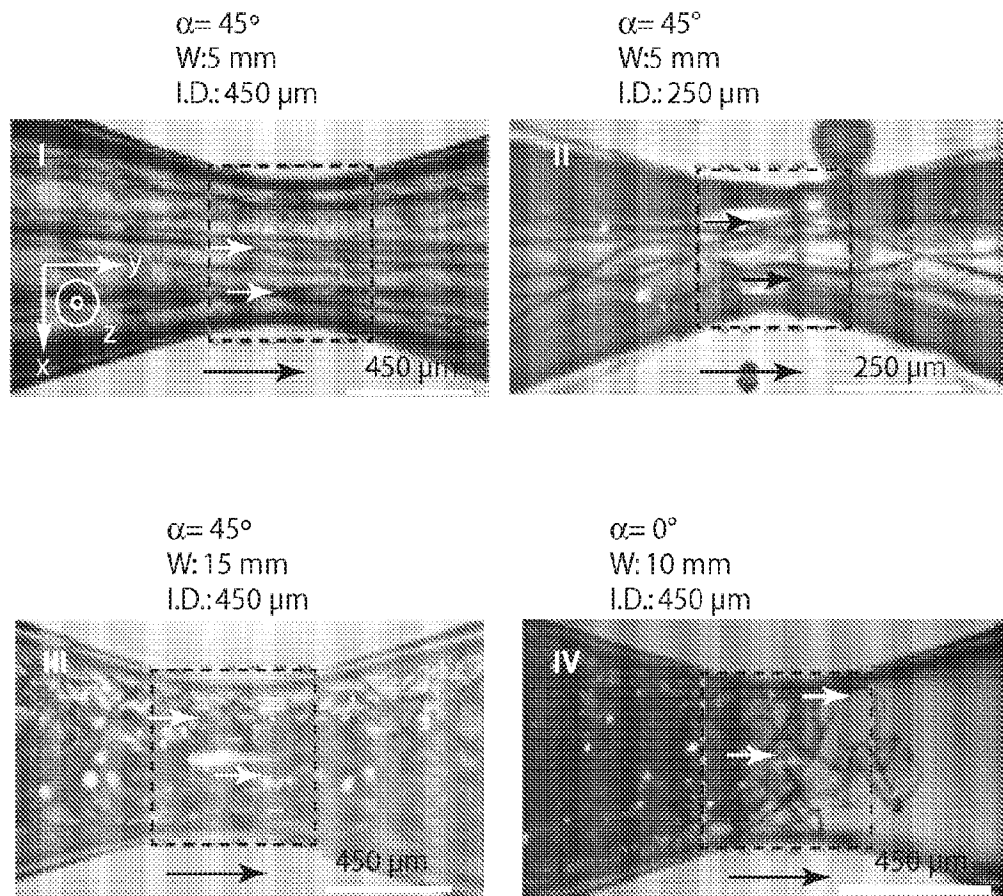 α= 45°
W:5 mm
I.D.: 450 µm
α= 45°
W:5 mm
I.D.: 250 µm
I
y
z
x
450 µm
II
250 µm
α= 45°
W: 15 mm
I.D.: 450 µm
α= 0°
W: 10 mm
I.D.: 450 µm
III
450 µm
IV
450 µm